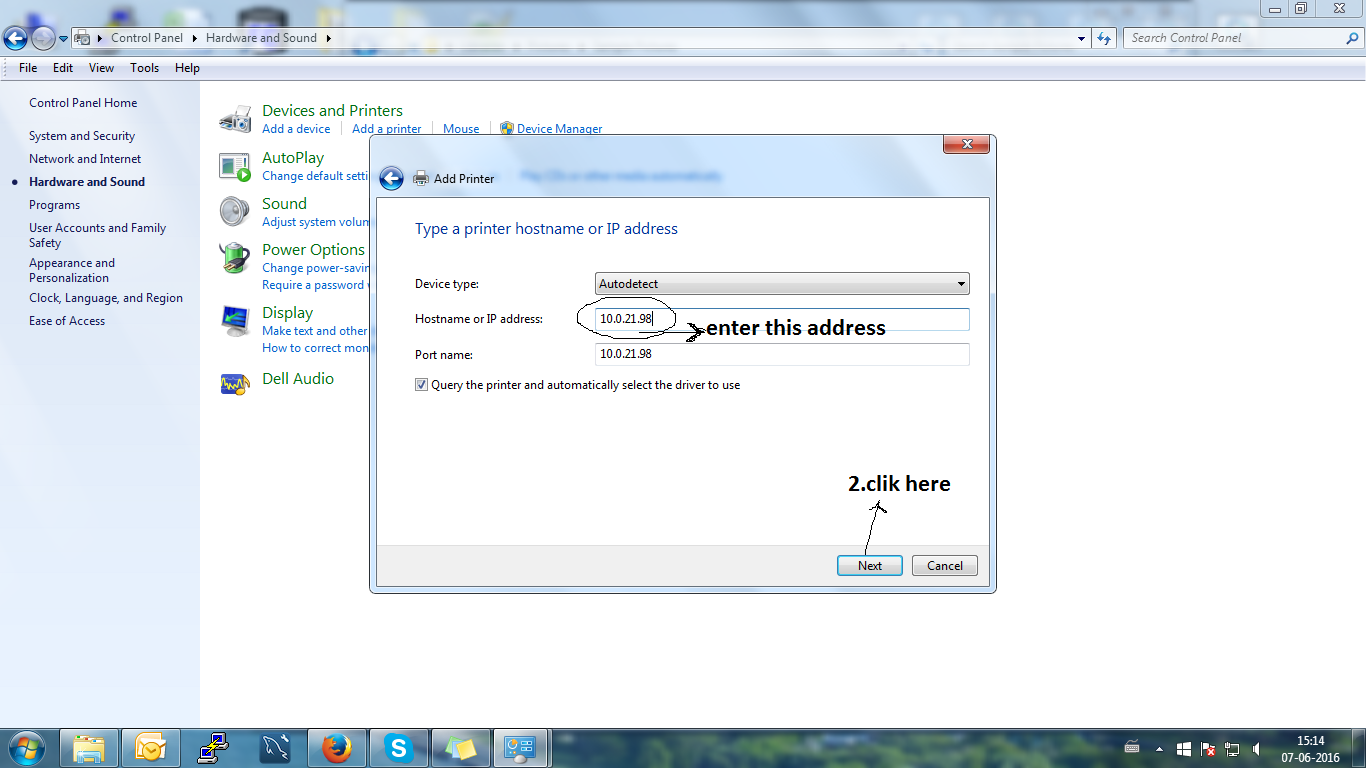 Control Panel Hardware and Sound
Search Control Panel
File Edit View Tools Help
Control Panel Home
System and Security
Network and Internet
Hardware and Sound
Programs
User Accounts and Family
Safety
Appearance and
Personalization
Clock, Language, and Region
Ease of Access
Devices and Printers
Add a device Add a printer Mouse Device Manager
AutoPlay
Change default setti
Sound
Adjust system volum
Power Options
Change power-savin
Require a password
Display
Make text and other
How to correct mon
Dell Audio
Add Printer
Type a printer hostname or IP address
Device type: Autodetect
Hostname or IP address: 10.0.21.98
enter this address
Port name: 10.0.21.98
Query the printer and automatically select the driver to use
2.clik here
Next Cancel
15:14
07-06-2016